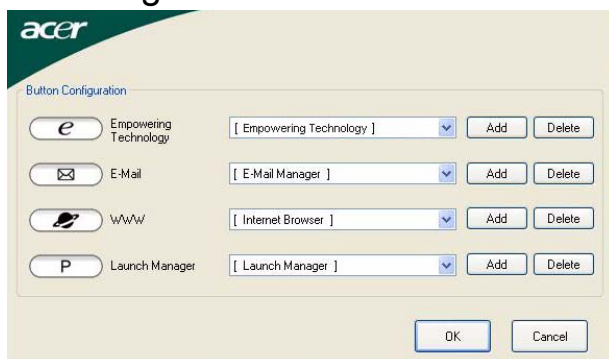 acer
Button Configuration
e Empowering Technology [ Empowering Technology ] Add Delete
E-Mail [ E-Mail Manager ] Add Delete
WWW [ Internet Browser ] Add Delete
P Launch Manager [ Launch Manager ] Add Delete
OK Cancel